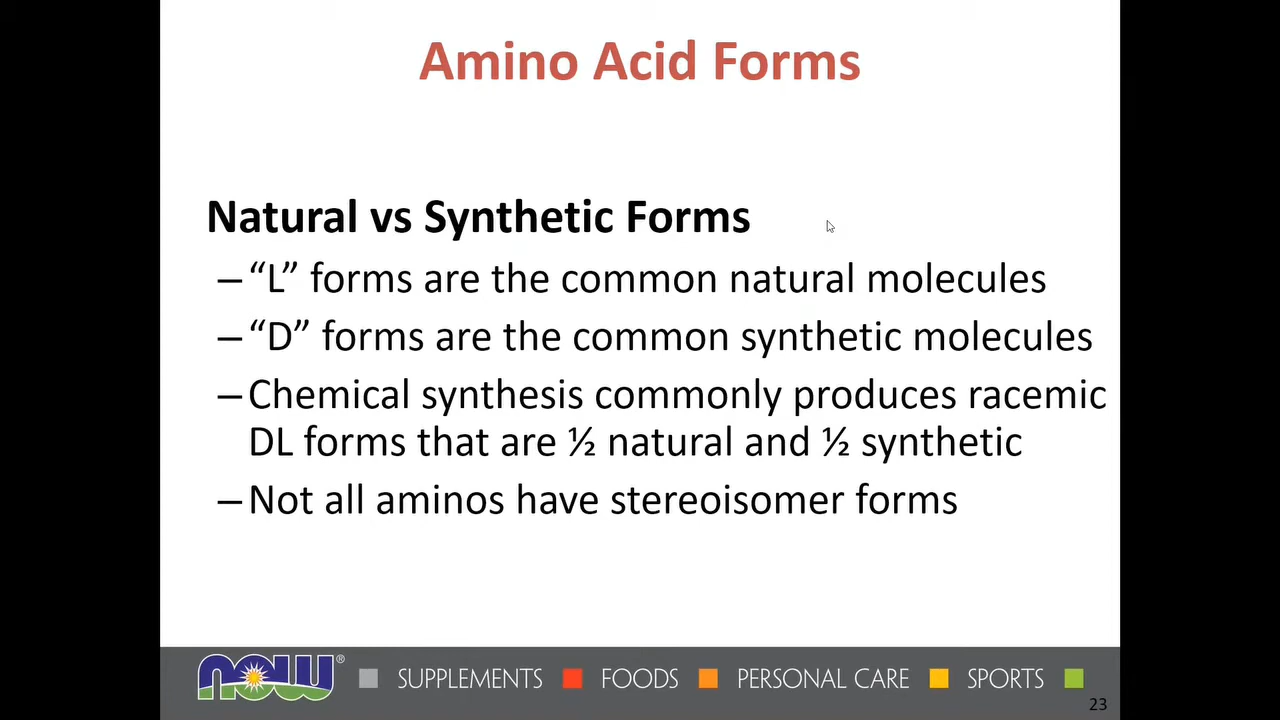 Amino Acid Forms
Natural vs Synthetic Forms
–“L” forms are the common natural molecules
–“D” forms are the common synthetic molecules
–Chemical synthesis commonly produces racemic
DL forms that are ½ natural and ½ synthetic
–Not all aminos have stereoisomer forms
now® SUPPLEMENTS FOODS PERSONAL CARE SPORTS
23